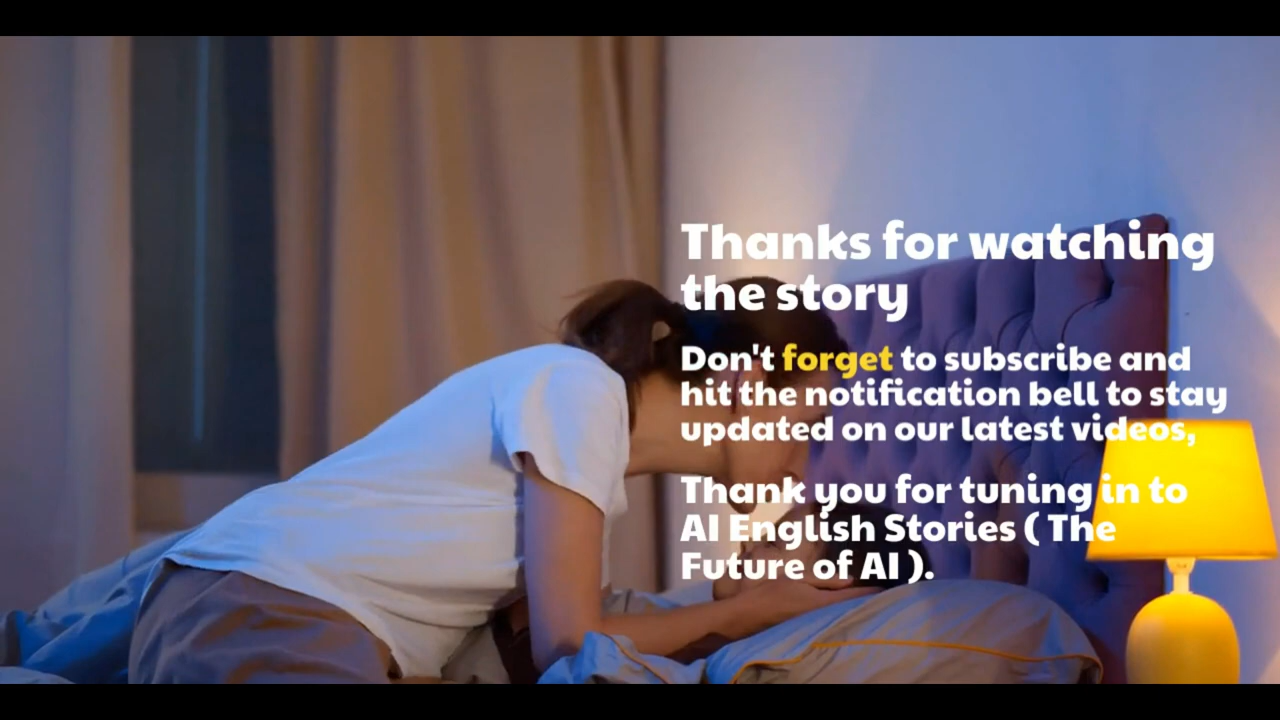 Thanks for watching
the story
Don't forget to subscribe and
hit the notification bell to stay
updated on our latest videos,
Thank you for tuning in to
AI English Stories ( The
Future of AI ).